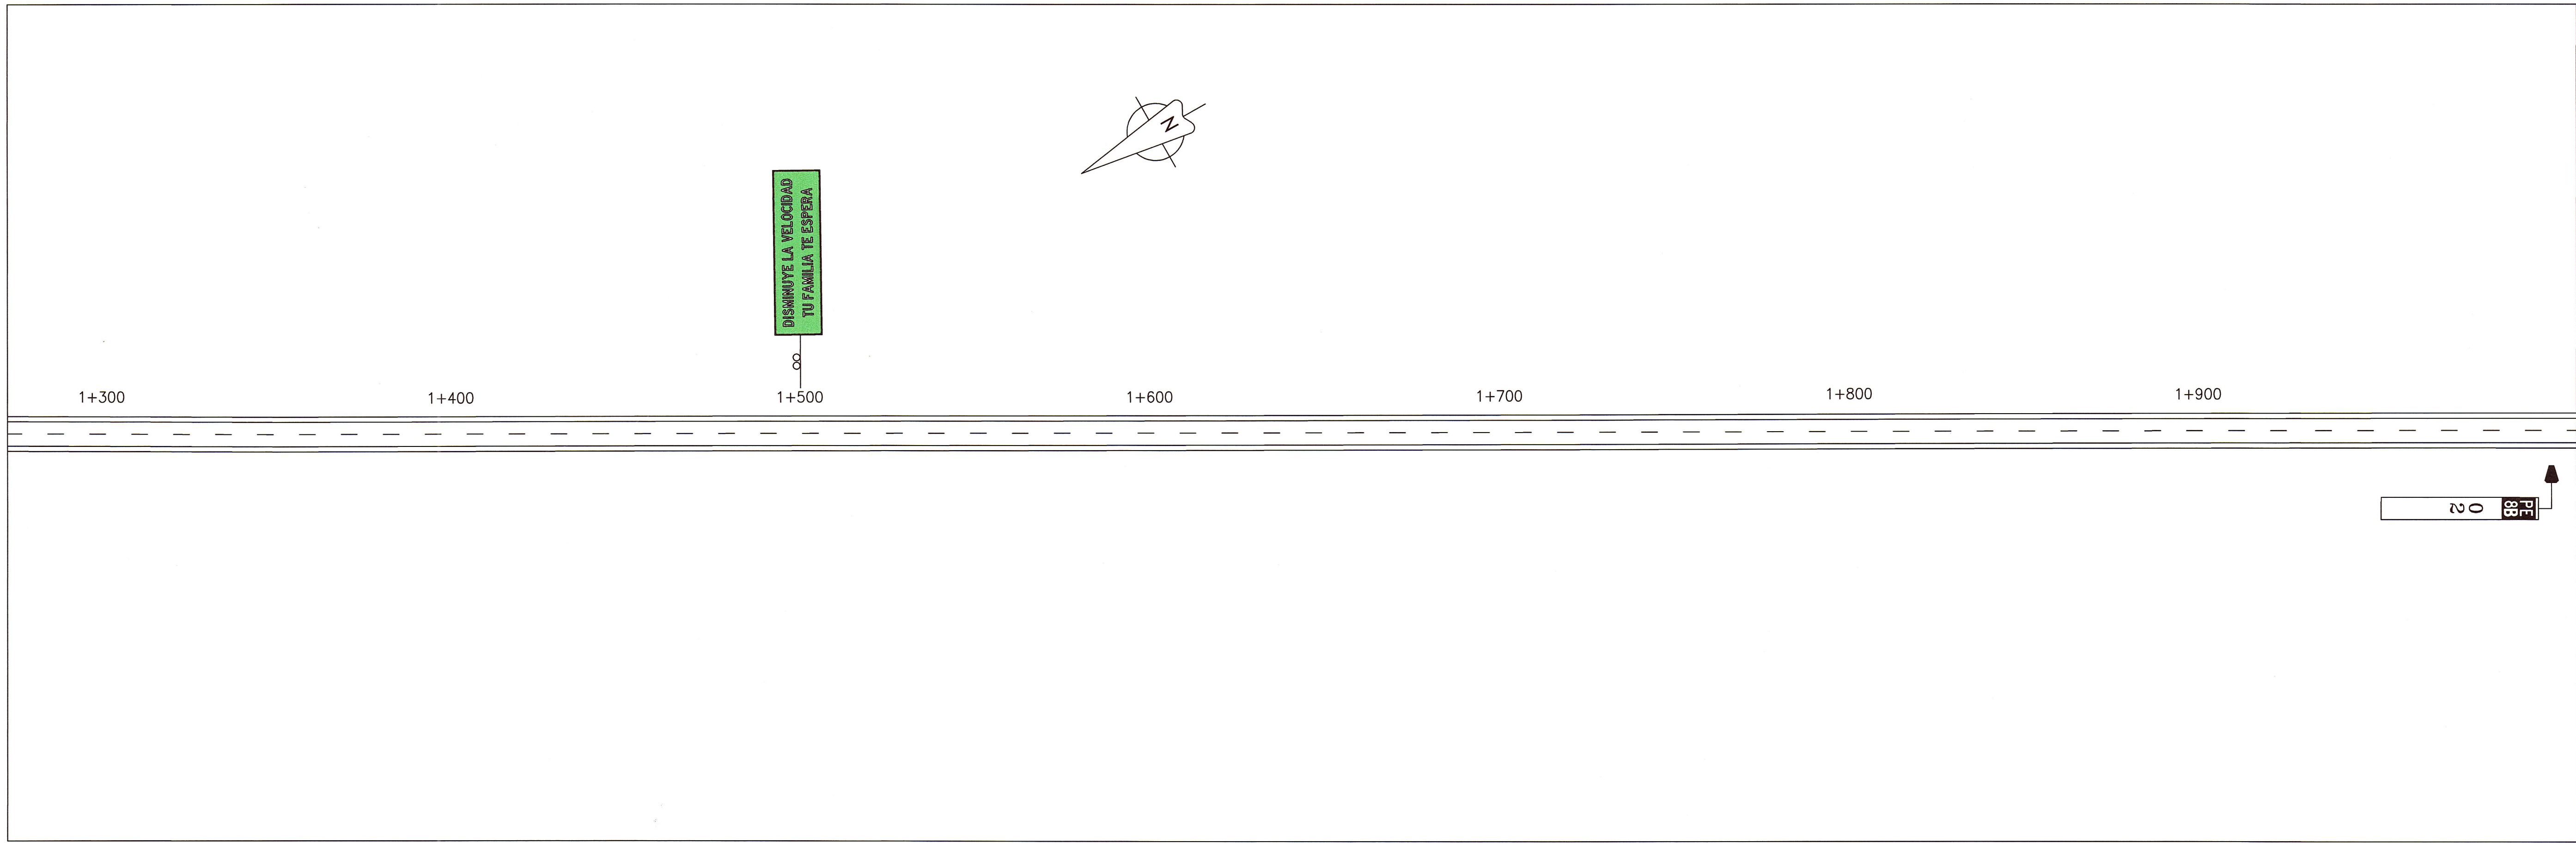 N
DISMINUYE LA VELOCIDAD
TU FAMILIA TE ESPERA
1+300
1+400
1+500
1+600
1+700
1+800
1+900
PE
8B
0
2